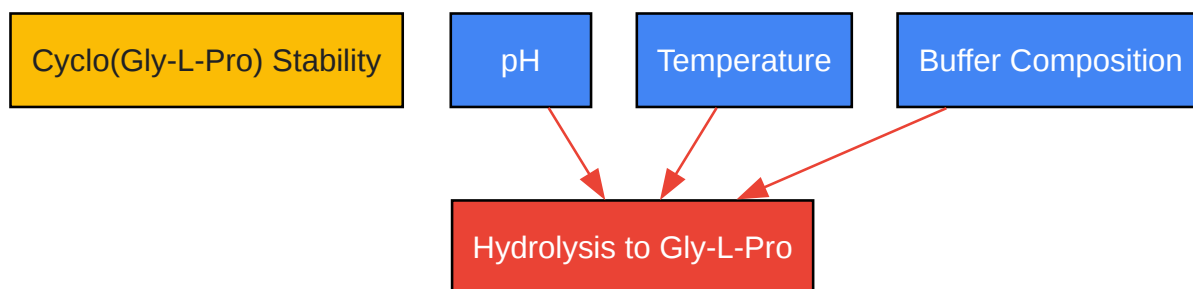 Cyclo(Gly-L-Pro) Stability
pH
Temperature
Buffer Composition
Hydrolysis to Gly-L-Pro